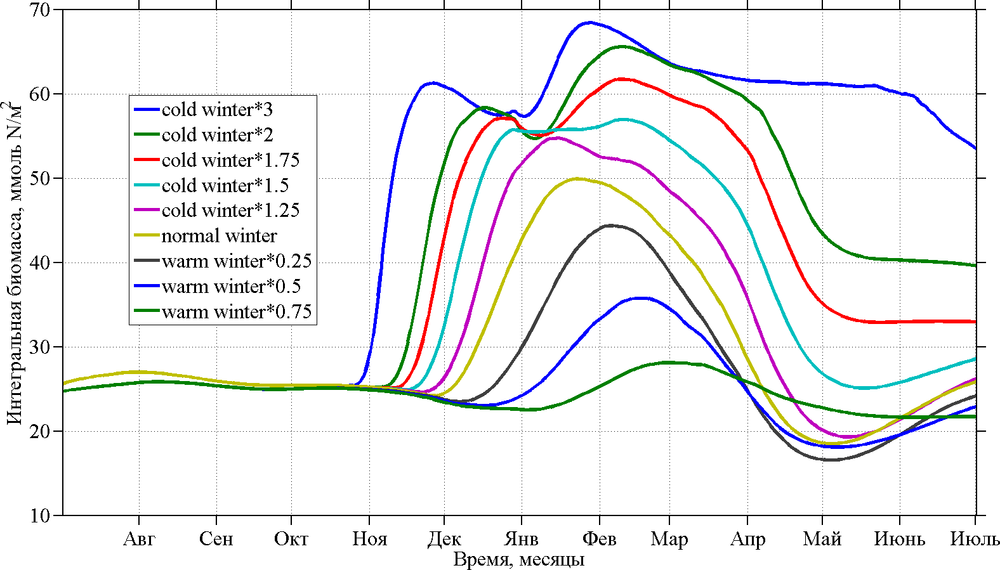 70
60
50
40
30
20
10
Интегральная биомасса, ммоль N/м²
cold winter*3
cold winter*2
cold winter*1.75
cold winter*1.5
cold winter*1.25
normal winter
warm winter*0.25
warm winter*0.5
warm winter*0.75
Авг Сен Окт Ноя Дек Янв Фев Мар Апр Май Июнь Июль
Время, месяцы